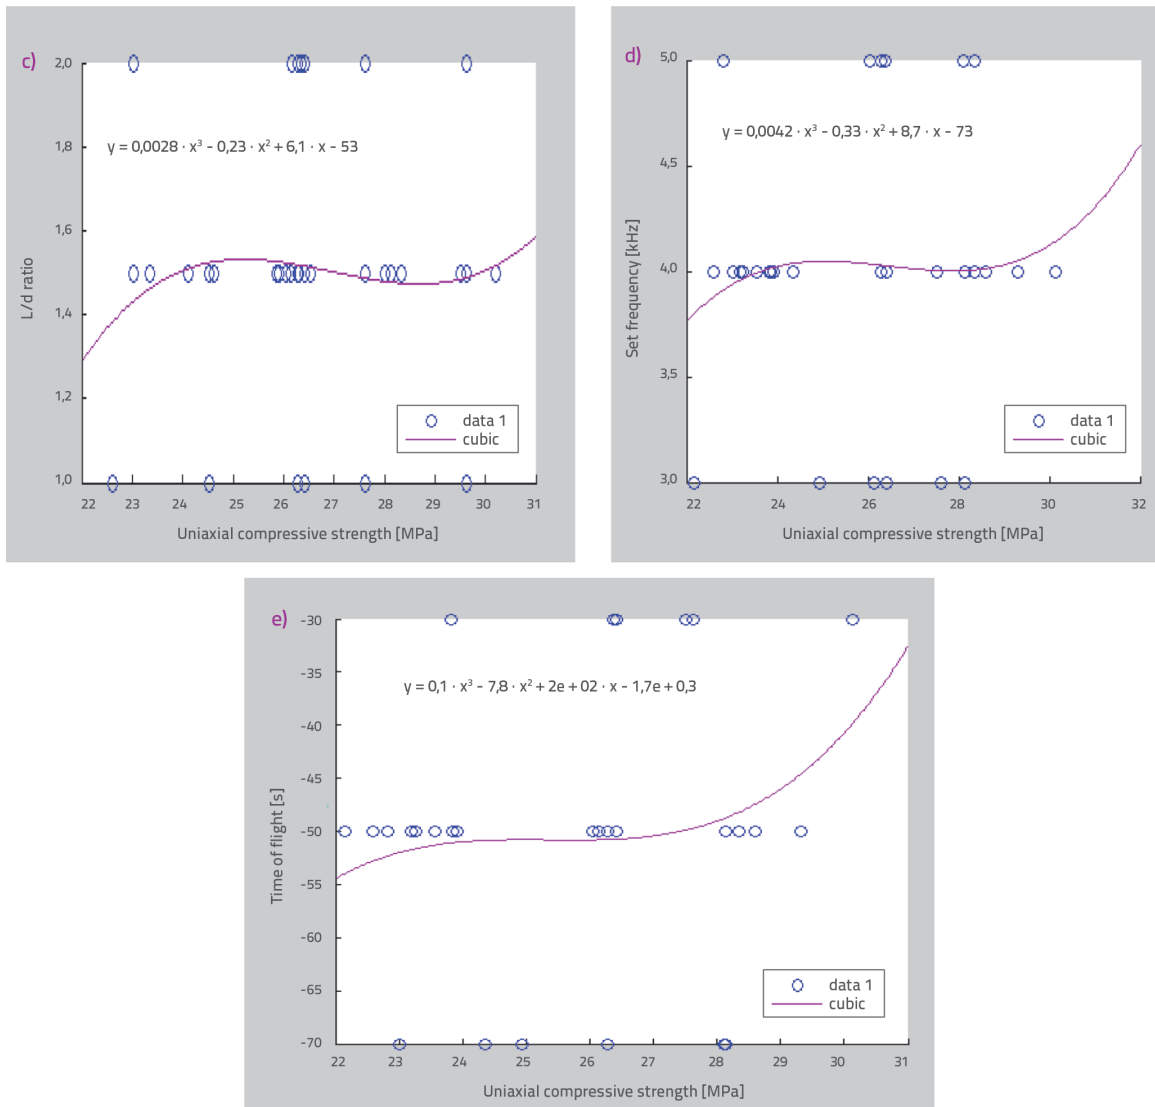 c)
2,0
1,8
1,6
1,4
1,2
1,0
L/d ratio
y = 0,0028 · x³ - 0,23 · x² + 6,1 · x - 53
data 1
cubic
22 23 24 25 26 27 28 29 30 31
Uniaxial compressive strength [MPa]
d)
5,0
4,5
4,0
3,5
3,0
Set frequency [kHz]
y = 0,0042 · x³ - 0,33 · x² + 8,7 · x - 73
data 1
cubic
22 24 26 28 30 32
Uniaxial compressive strength [MPa]
e)
-30
-35
-40
-45
-50
-55
-60
-65
-70
Time of flight [s]
y = 0,1 · x³ - 7,8 · x² + 2e + 02 · x - 1,7e + 0,3
data 1
cubic
22 23 24 25 26 27 28 29 30 31
Uniaxial compressive strength [MPa]